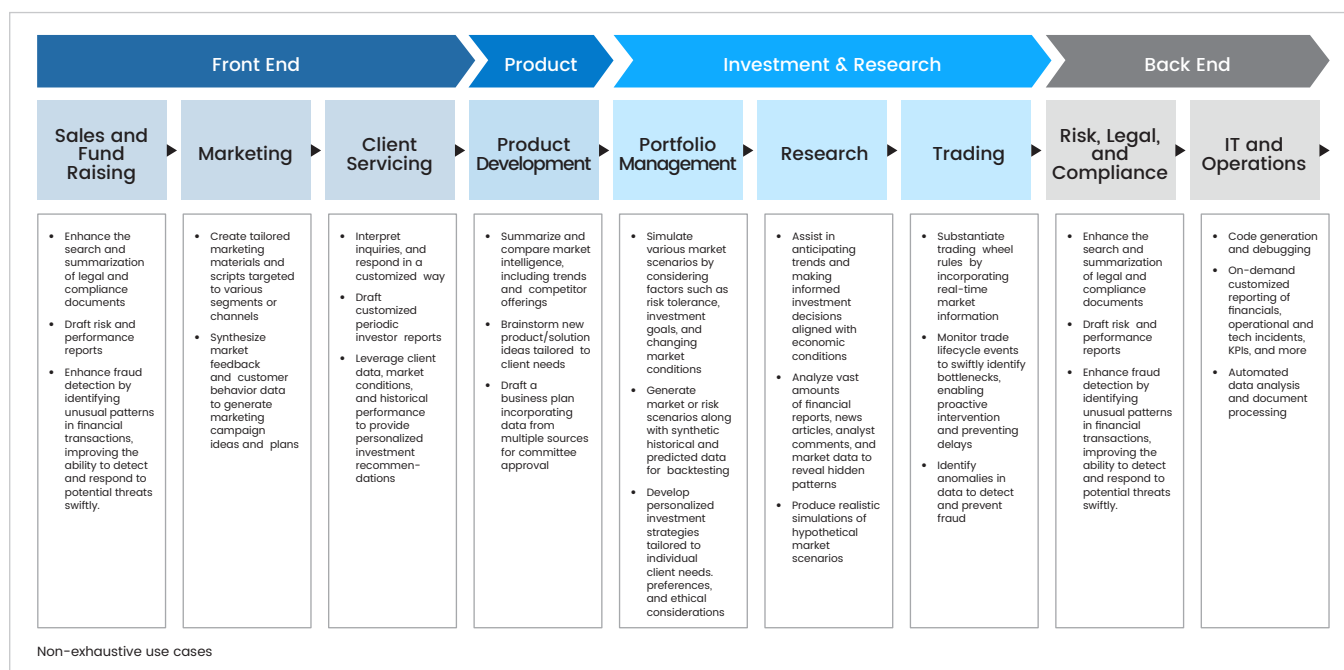 Front End
Product
Investment & Research
Back End
Sales and
Fund
Raising
Marketing
Client
Servicing
Product
Development
Portfolio
Management
Research
Trading
Risk, Legal,
and
Compliance
IT and
Operations
• Enhance the
search and
summarization
of legal and
compliance
documents
• Draft risk and
performance
reports
• Enhance fraud
detection by
identifying
unusual patterns
in financial
transactions,
improving the
ability to detect
and respond to
potential threats
swiftly.
• Create tailored
marketing
materials and
scripts targeted
to various
segments or
channels
• Synthesize
market
feedback
and customer
behavior data
to generate
marketing
campaign
ideas and plans
• Interpret
inquiries, and
respond in a
customized way
• Draft
customized
periodic
investor reports
• Leverage client
data, market
conditions,
and historical
performance
to provide
personalized
investment
recommen-
dations
• Summarize and
compare market
intelligence,
including trends
and competitor
offerings
• Brainstorm new
product/solution
ideas tailored to
client needs
• Draft a
business plan
incorporating
data from
multiple sources
for committee
approval
• Simulate
various market
scenarios by
considering
factors such as
risk tolerance,
investment
goals, and
changing
market
conditions
• Generate
market or risk
scenarios along
with synthetic
historical and
predicted data
for backtesting
• Develop
personalized
investment
strategies
tailored to
individual
client needs.
preferences,
and ethical
considerations
• Assist in
anticipating
trends and
making
informed
investment
decisions
aligned with
economic
conditions
• Analyze vast
amounts
of financial
reports, news
articles, analyst
comments, and
market data to
reveal hidden
patterns
• Produce realistic
simulations of
hypothetical
market
scenarios
• Substantiate
trading wheel
rules by
incorporating
real-time
market
information
• Monitor trade
lifecycle events
to swiftly identify
bottlenecks,
enabling
proactive
intervention
and preventing
delays
• Identify
anomalies in
data to detect
and prevent
fraud
• Enhance the
search and
summarization
of legal and
compliance
documents
• Draft risk and
performance
reports
• Enhance fraud
detection by
identifying
unusual patterns
in financial
transactions,
improving the
ability to detect
and respond to
potential threats
swiftly.
• Code generation
and debugging
• On-demand
customized
reporting of
financials,
operational and
tech incidents,
KPIs, and more
• Automated
data analysis
and document
processing
Non-exhaustive use cases